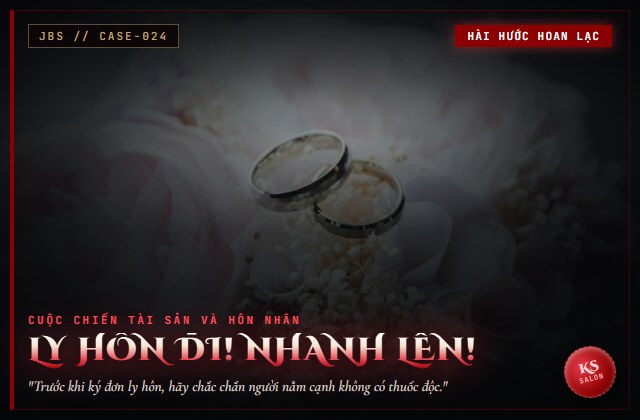 JBS // CASE-024
HÀI HƯỚC HOAN LẠC
CUỘC CHIẾN TÀI SẢN VÀ HÔN NHÂN
LY HÔN ĐI! NHANH LÊN!
"Trước khi ký đơn ly hôn, hãy chắc chắn người nằm cạnh không có thuốc độc."
KS
SALON